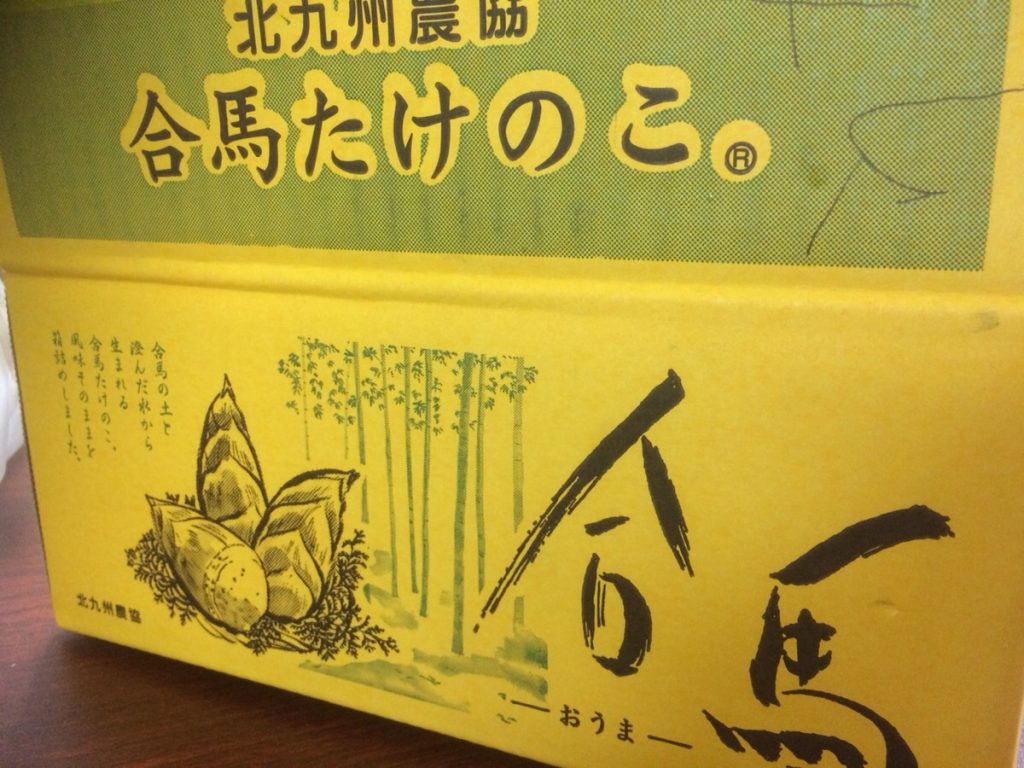 北九州農協
合馬たけのこ®
合馬の土と
澄んだ水から
生まれる
合馬たけのこ。
風味そのままを
箱詰めしました。
北九州農協
合馬
おうま